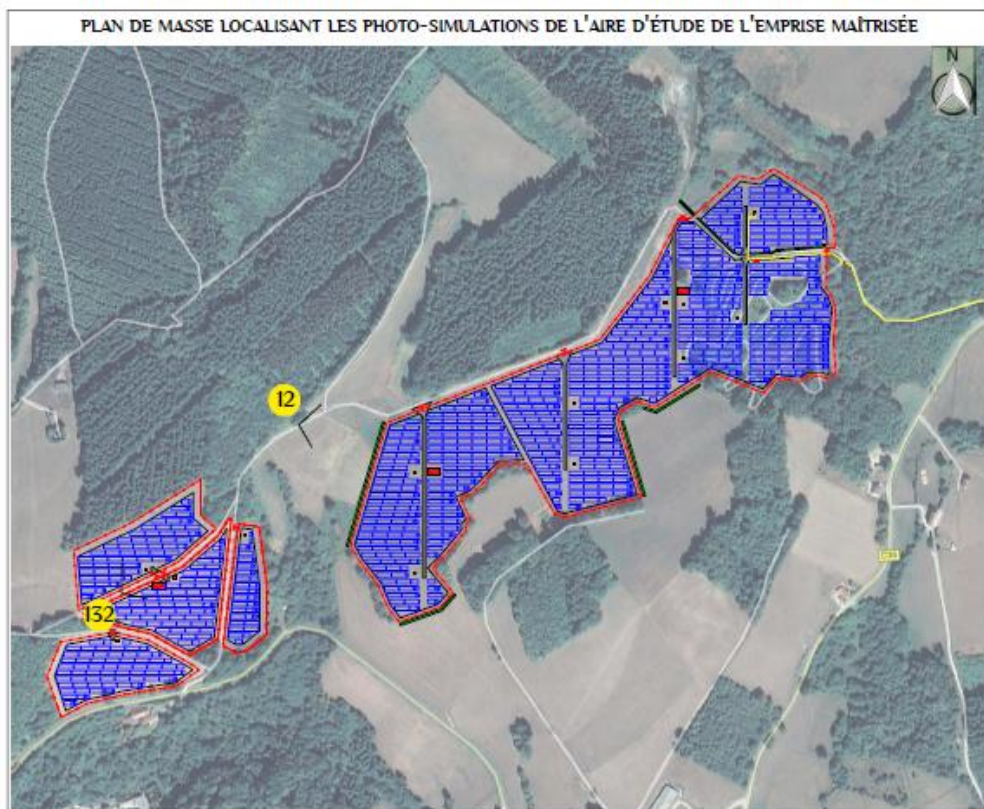 PLAN DE MASSE LOCALISANT LES PHOTO-SIMULATIONS DE L'AIRE D'ÉTUDE DE L'EMPRISE MAÎTRISÉE
N
12
132